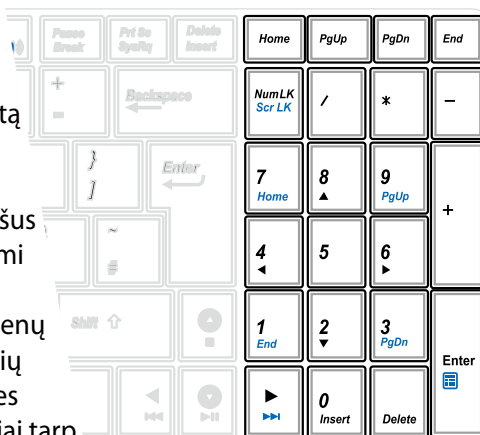 Pause Prt Sc Delete Home PgUp PgDn End
Break SysRq Insert
+ Backspace NumLK / * -
= Scr LK
tą
} Enter 7 8 9 +
] Home PgUp
šus
~ 4 5 6
mi
#
enų Shift 1 2 3 Enter
ių End PgDn
es
0
Insert Delete
iai tarp